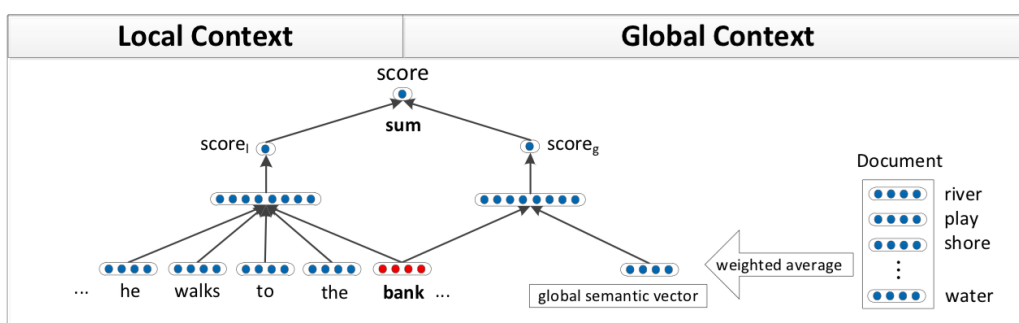 Local Context
Global Context
score
sum
score_l
score_g
Document
river
play
shore
⋮
water
weighted average
... he walks to the bank ...
global semantic vector